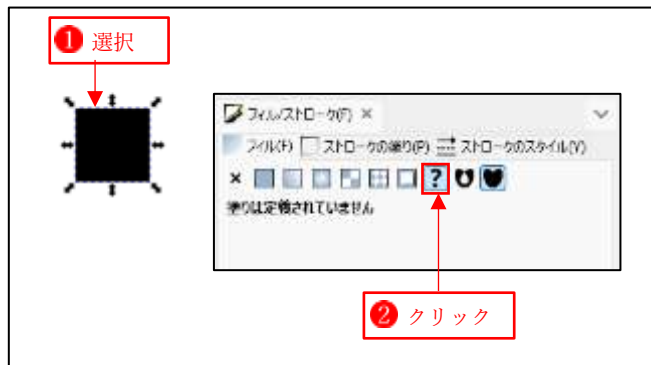 ❶ 選択
フィル/ストローク(F) ×
フィル(F) ストロークの塗り(P) ストロークのスタイル(Y)
× ?
塗りは定義されていません
❷ クリック